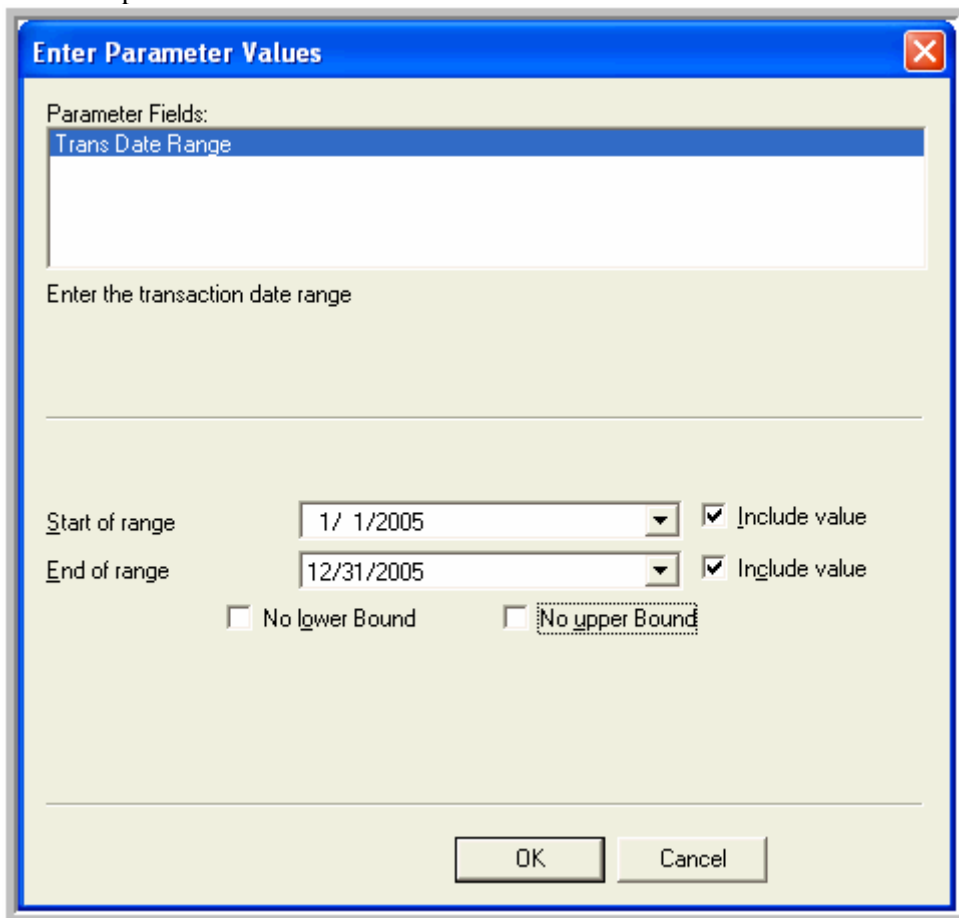 Enter Parameter Values
Parameter Fields:
Trans Date Range
Enter the transaction date range
Start of range 1/ 1/2005 Include value
End of range 12/31/2005 Include value
No lower Bound No upper Bound
OK Cancel